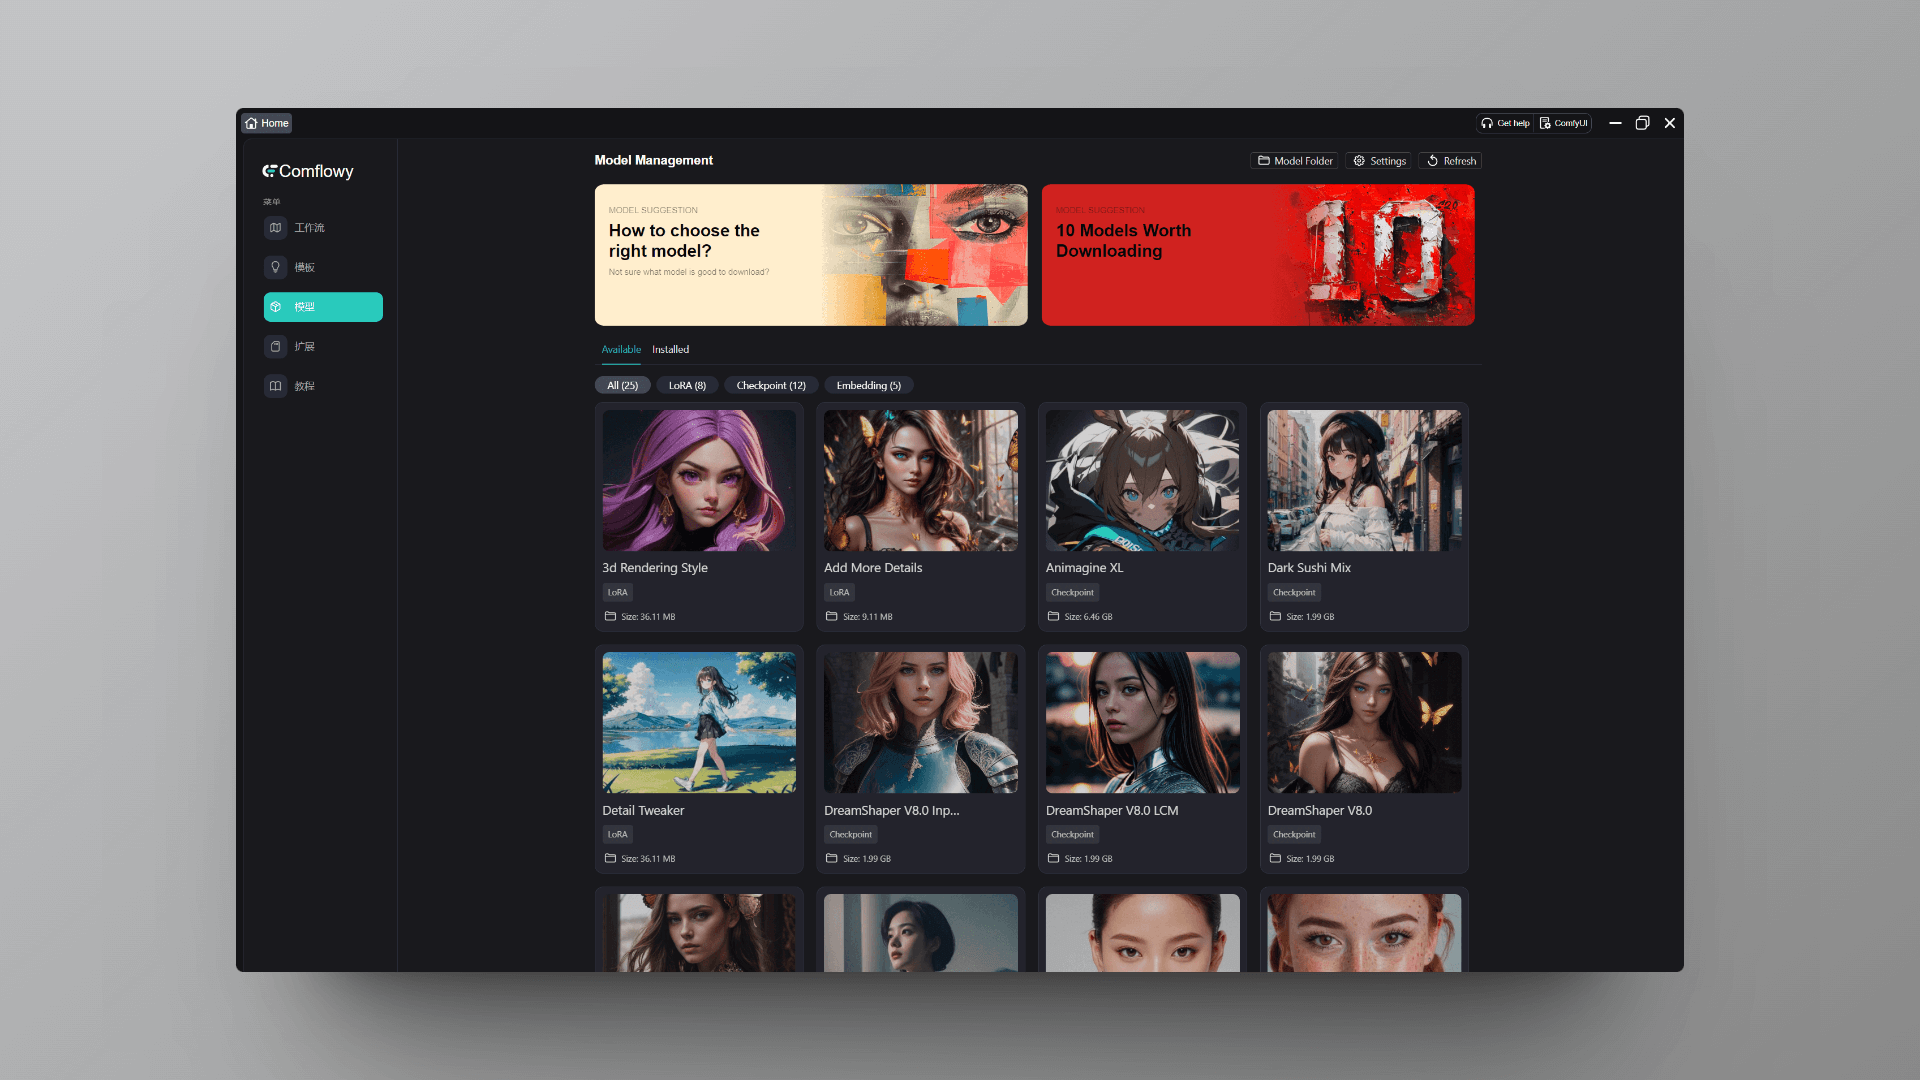 Home
Get help
ComfyUI
Comflowy
菜单
工作流
模板
模型
扩展
教程
Model Management
Model Folder
Settings
Refresh
MODEL SUGGESTION
How to choose the
right model?
Not sure what model is good to download?
MODEL SUGGESTION
10 Models Worth
Downloading
10
Available
Installed
All (25)
LoRA (8)
Checkpoint (12)
Embedding (5)
3d Rendering Style
LoRA
Size: 36.11 MB
Add More Details
LoRA
Size: 9.11 MB
Animagine XL
Checkpoint
Size: 6.46 GB
Dark Sushi Mix
Checkpoint
Size: 1.99 GB
Detail Tweaker
LoRA
Size: 36.11 MB
DreamShaper V8.0 Inp...
Checkpoint
Size: 1.99 GB
DreamShaper V8.0 LCM
Checkpoint
Size: 1.99 GB
DreamShaper V8.0
Checkpoint
Size: 1.99 GB